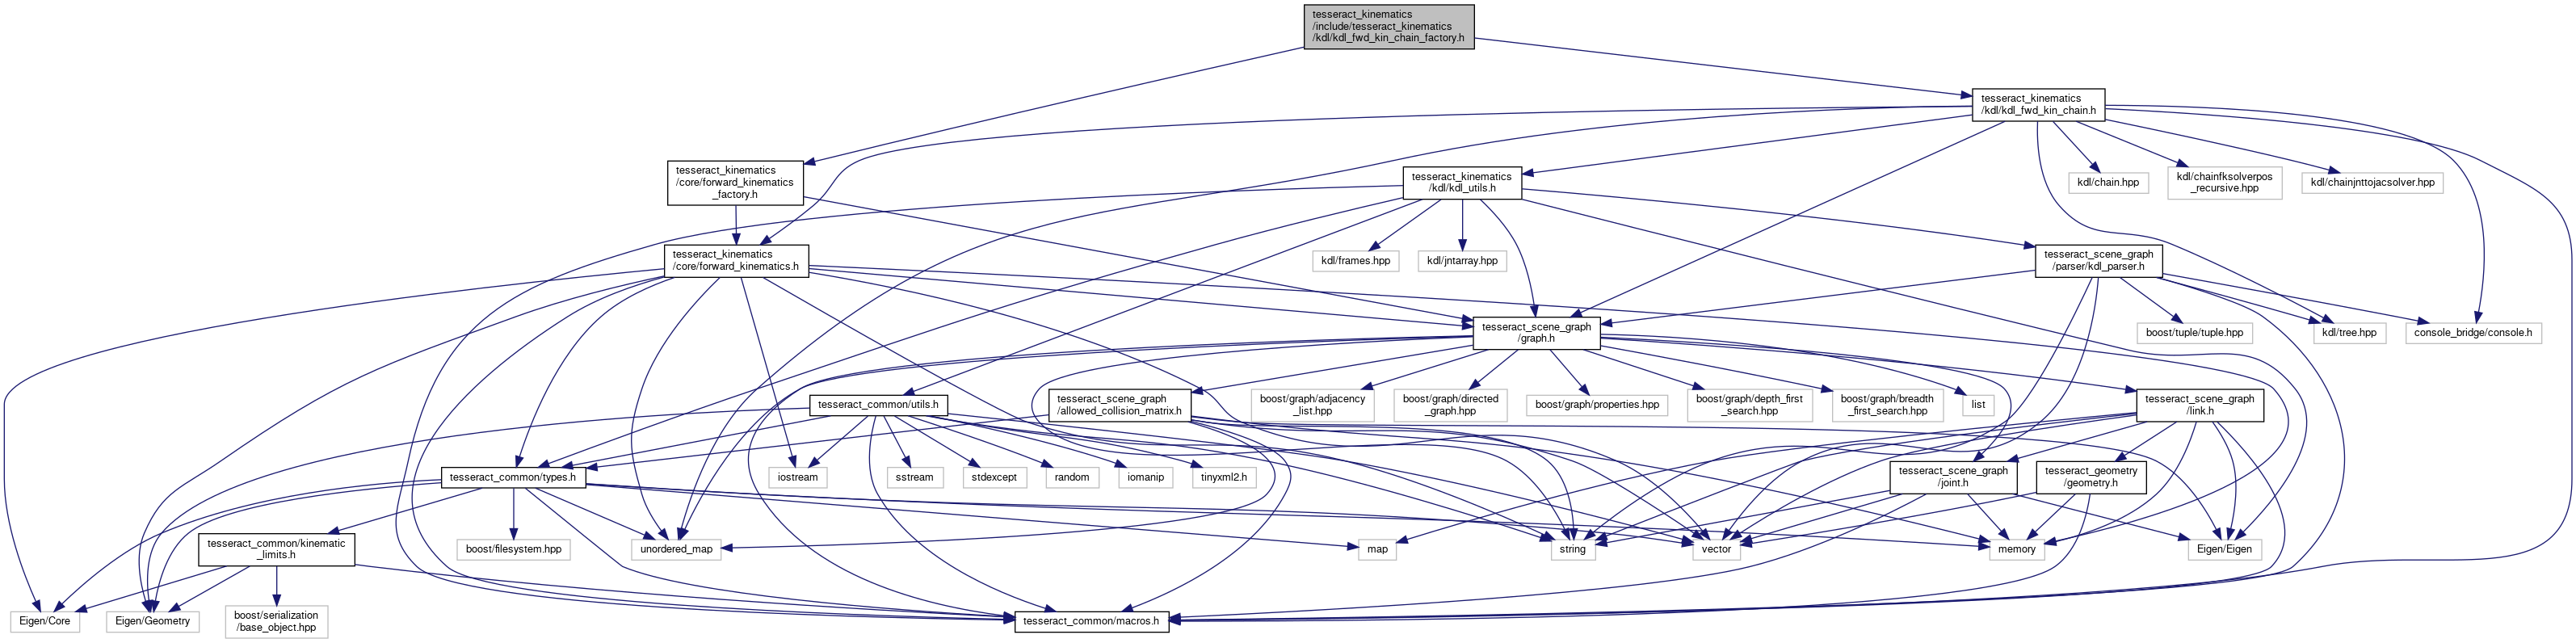 tesseract_kinematics
/include/tesseract_kinematics
/kdl/kdl_fwd_kin_chain_factory.h
tesseract_kinematics
/kdl/kdl_fwd_kin_chain.h
tesseract_kinematics
/core/forward_kinematics
_factory.h
tesseract_kinematics
/kdl/kdl_utils.h
kdl/chain.hpp
kdl/chainfksolverpos
_recursive.hpp
kdl/chainjnttojacsolver.hpp
tesseract_kinematics
/core/forward_kinematics.h
kdl/frames.hpp
kdl/jntarray.hpp
tesseract_scene_graph
/parser/kdl_parser.h
tesseract_scene_graph
/graph.h
boost/tuple/tuple.hpp
kdl/tree.hpp
console_bridge/console.h
tesseract_common/utils.h
tesseract_scene_graph
/allowed_collision_matrix.h
boost/graph/adjacency
_list.hpp
boost/graph/directed
_graph.hpp
boost/graph/properties.hpp
boost/graph/depth_first
_search.hpp
boost/graph/breadth
_first_search.hpp
list
tesseract_scene_graph
/link.h
tesseract_common/types.h
iostream
sstream
stdexcept
random
iomanip
tinyxml2.h
tesseract_scene_graph
/joint.h
tesseract_geometry
/geometry.h
tesseract_common/kinematic
_limits.h
boost/filesystem.hpp
unordered_map
map
string
vector
memory
Eigen/Eigen
Eigen/Core
Eigen/Geometry
boost/serialization
/base_object.hpp
tesseract_common/macros.h